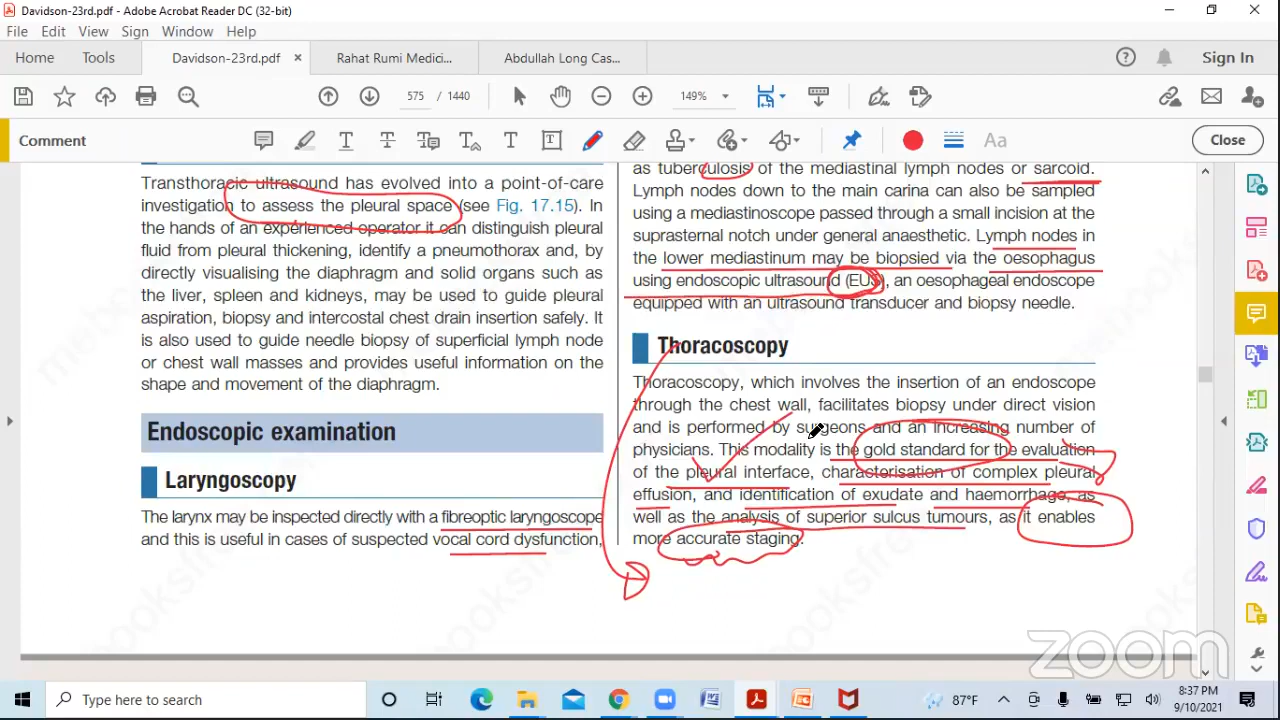 Davidson-23rd.pdf - Adobe Acrobat Reader DC (32-bit)
File Edit View Sign Window Help
Home Tools Davidson-23rd.pdf × Rahat Rumi Medici... Abdullah Long Cas... Sign In
575 / 1440 149%
Comment Aa Close
Transthoracic ultrasound has evolved into a point-of-care
investigation to assess the pleural space (see Fig. 17.15). In
the hands of an experienced operator it can distinguish pleural
fluid from pleural thickening, identify a pneumothorax and, by
directly visualising the diaphragm and solid organs such as
the liver, spleen and kidneys, may be used to guide pleural
aspiration, biopsy and intercostal chest drain insertion safely. It
is also used to guide needle biopsy of superficial lymph node
or chest wall masses and provides useful information on the
shape and movement of the diaphragm.
Endoscopic examination
Laryngoscopy
The larynx may be inspected directly with a fibreoptic laryngoscope
and this is useful in cases of suspected vocal cord dysfunction,
as tuberculosis of the mediastinal lymph nodes or sarcoid.
Lymph nodes down to the main carina can also be sampled
using a mediastinoscope passed through a small incision at the
suprasternal notch under general anaesthetic. Lymph nodes in
the lower mediastinum may be biopsied via the oesophagus
using endoscopic ultrasound (EUS), an oesophageal endoscope
equipped with an ultrasound transducer and biopsy needle.
Thoracoscopy
Thoracoscopy, which involves the insertion of an endoscope
through the chest wall, facilitates biopsy under direct vision
and is performed by surgeons and an increasing number of
physicians. This modality is the gold standard for the evaluation
of the pleural interface, characterisation of complex pleural
effusion, and identification of exudate and haemorrhage, as
well as the analysis of superior sulcus tumours, as it enables
more accurate staging.
zoom
Type here to search
87°F
8:37 PM
9/10/2021